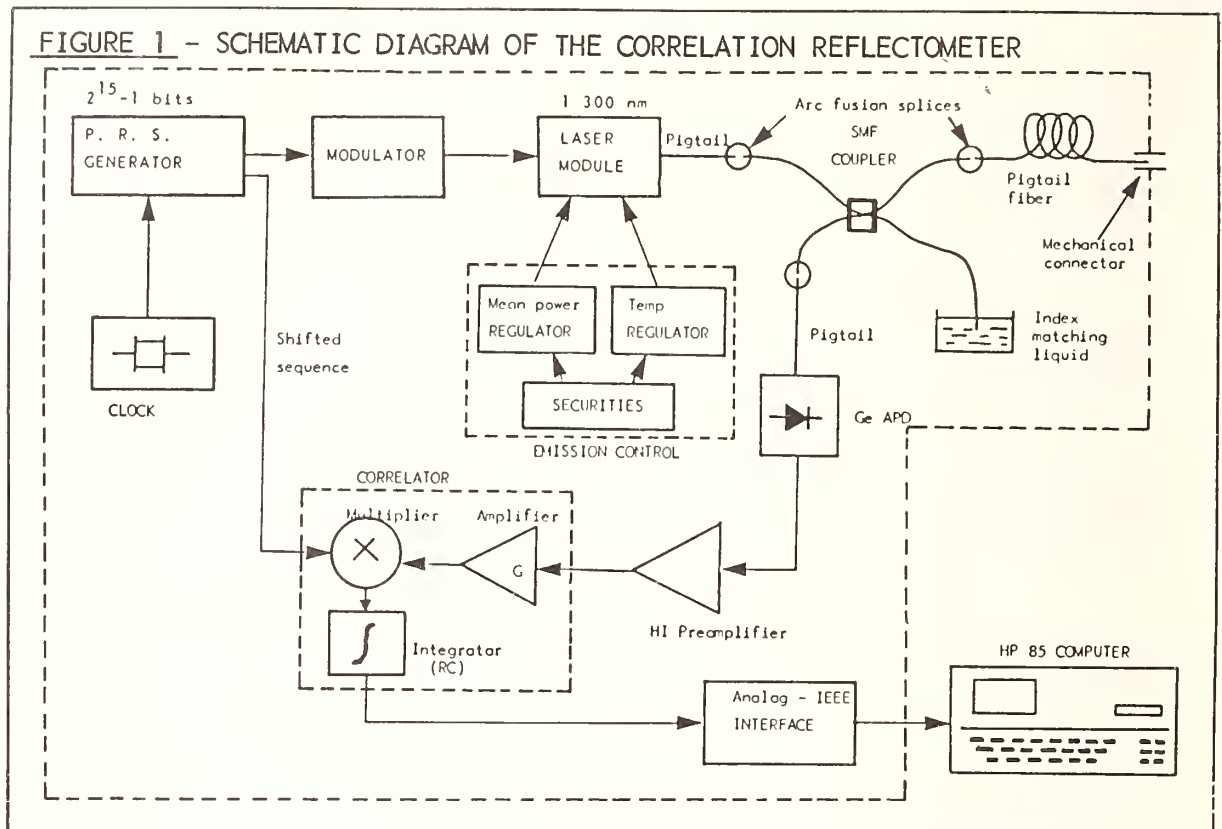 FIGURE 1 - SCHEMATIC DIAGRAM OF THE CORRELATION REFLECTOMETER
2^15-1 bits
P. R. S.
GENERATOR
MODULATOR
1 300 nm
LASER
MODULE
Pigtail
Arc fusion splices
SMF
COUPLER
Pigtail
fiber
Mechanical
connector
Mean power
REGULATOR
Temp
REGULATOR
SECURITIES
EMISSION CONTROL
CLOCK
Shifted
sequence
Pigtail
Index
matching
liquid
Ge APD
CORRELATOR
Multiplier
Amplifier
×
G
HI Preamplifier
∫
Integrator
(RC)
Analog - IEEE
INTERFACE
HP 85 COMPUTER